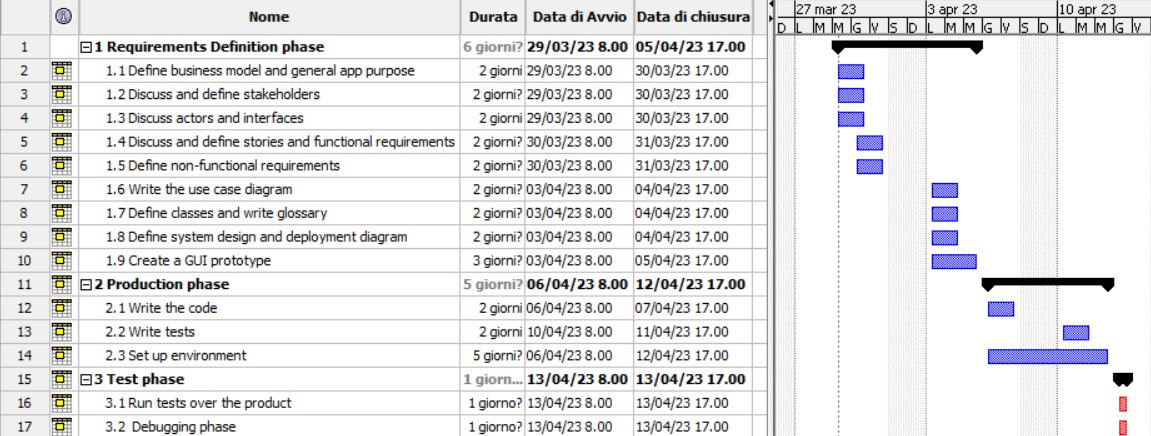 Nome Durata Data di Avvio Data di chiusura 27 mar 23 3 apr 23 10 apr 23
D L M M G V S D L M M G V S D L M M G V
1 1 Requirements Definition phase 6 giorni? 29/03/23 8.00 05/04/23 17.00
2 1.1 Define business model and general app purpose 2 giorni 29/03/23 8.00 30/03/23 17.00
3 1.2 Discuss and define stakeholders 2 giorni? 29/03/23 8.00 30/03/23 17.00
4 1.3 Discuss actors and interfaces 2 giorni 29/03/23 8.00 30/03/23 17.00
5 1.4 Discuss and define stories and functional requirements 2 giorni? 30/03/23 8.00 31/03/23 17.00
6 1.5 Define non-functional requirements 2 giorni? 30/03/23 8.00 31/03/23 17.00
7 1.6 Write the use case diagram 2 giorni? 03/04/23 8.00 04/04/23 17.00
8 1.7 Define classes and write glossary 2 giorni? 03/04/23 8.00 04/04/23 17.00
9 1.8 Define system design and deployment diagram 2 giorni? 03/04/23 8.00 04/04/23 17.00
10 1.9 Create a GUI prototype 3 giorni? 03/04/23 8.00 05/04/23 17.00
11 2 Production phase 5 giorni? 06/04/23 8.00 12/04/23 17.00
12 2.1 Write the code 2 giorni 06/04/23 8.00 07/04/23 17.00
13 2.2 Write tests 2 giorni 10/04/23 8.00 11/04/23 17.00
14 2.3 Set up environment 5 giorni? 06/04/23 8.00 12/04/23 17.00
15 3 Test phase 1 giorn... 13/04/23 8.00 13/04/23 17.00
16 3.1 Run tests over the product 1 giorno? 13/04/23 8.00 13/04/23 17.00
17 3.2 Debugging phase 1 giorno? 13/04/23 8.00 13/04/23 17.00